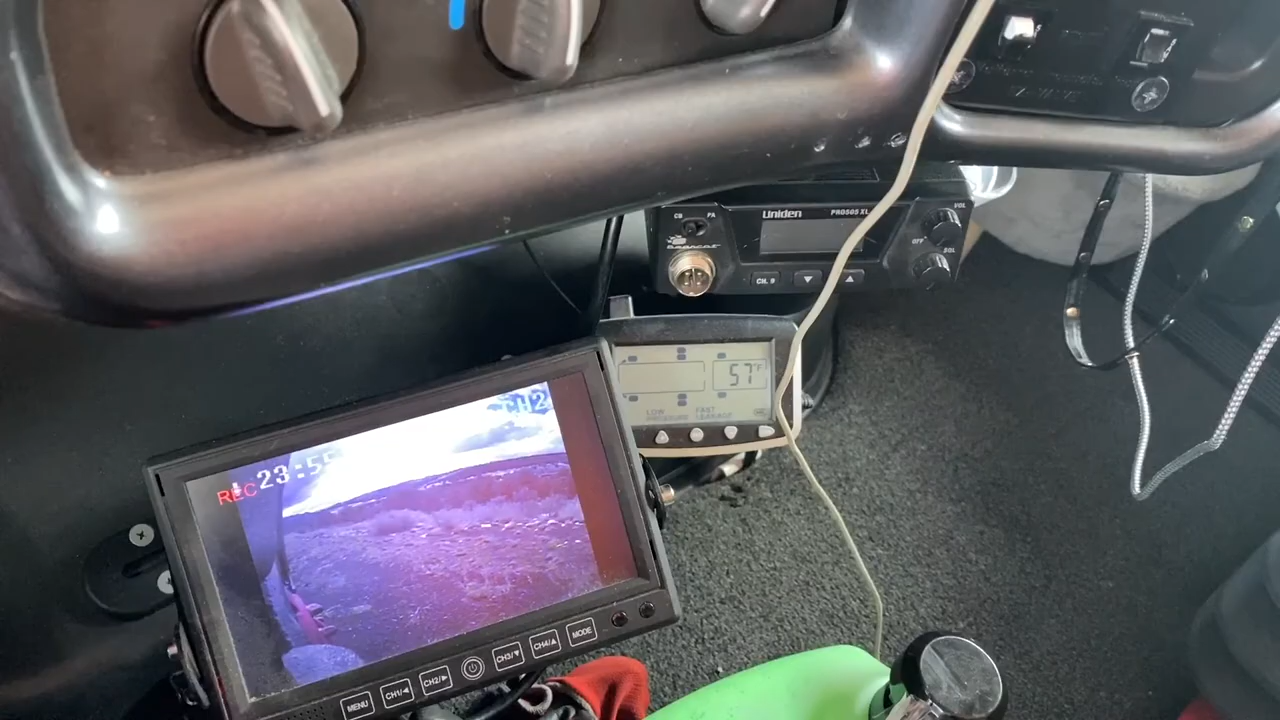 CB
PA
Uniden
PRO505 XL
VOL
Bearcat
OFF
SQL
CH. 9
57°F
LOW
PRESSURE
FAST
LEAKAGE
CH2
REC
23:55
MENU
CH1/◄
CH2/►
CH3/▼
CH4/▲
MODE